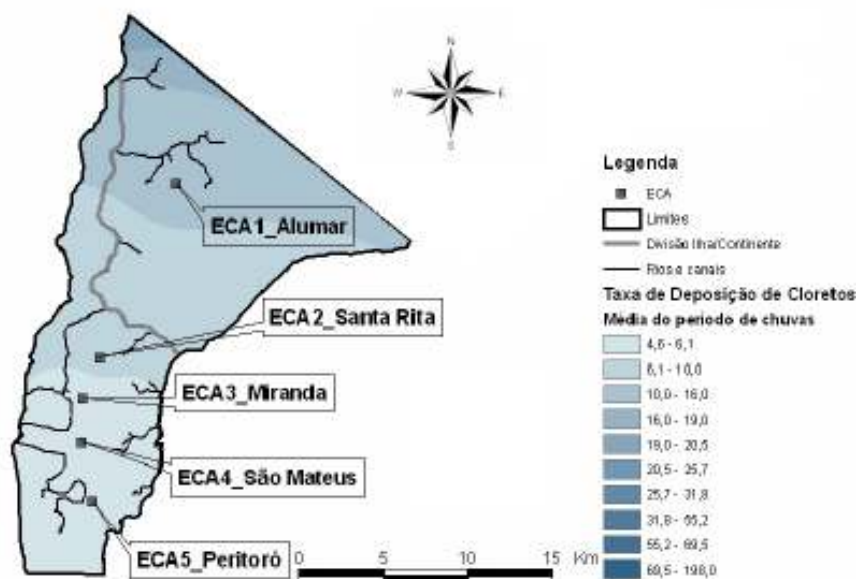 N
W E
S
ECA1_Alumar
ECA2_Santa Rita
ECA3_Miranda
ECA4_São Mateus
ECA5_Peritoró
0 5 10 15 Km
Legenda
ECA
Limites
Divisão Ilha/Continente
Rios e canais
Taxa de Deposição de Cloretos
Média do período de chuvas
4,6 - 6,1
6,1 - 10,0
10,0 - 16,0
16,0 - 19,0
19,0 - 20,5
20,5 - 25,7
25,7 - 31,8
31,8 - 55,2
55,2 - 69,5
69,5 - 198,0